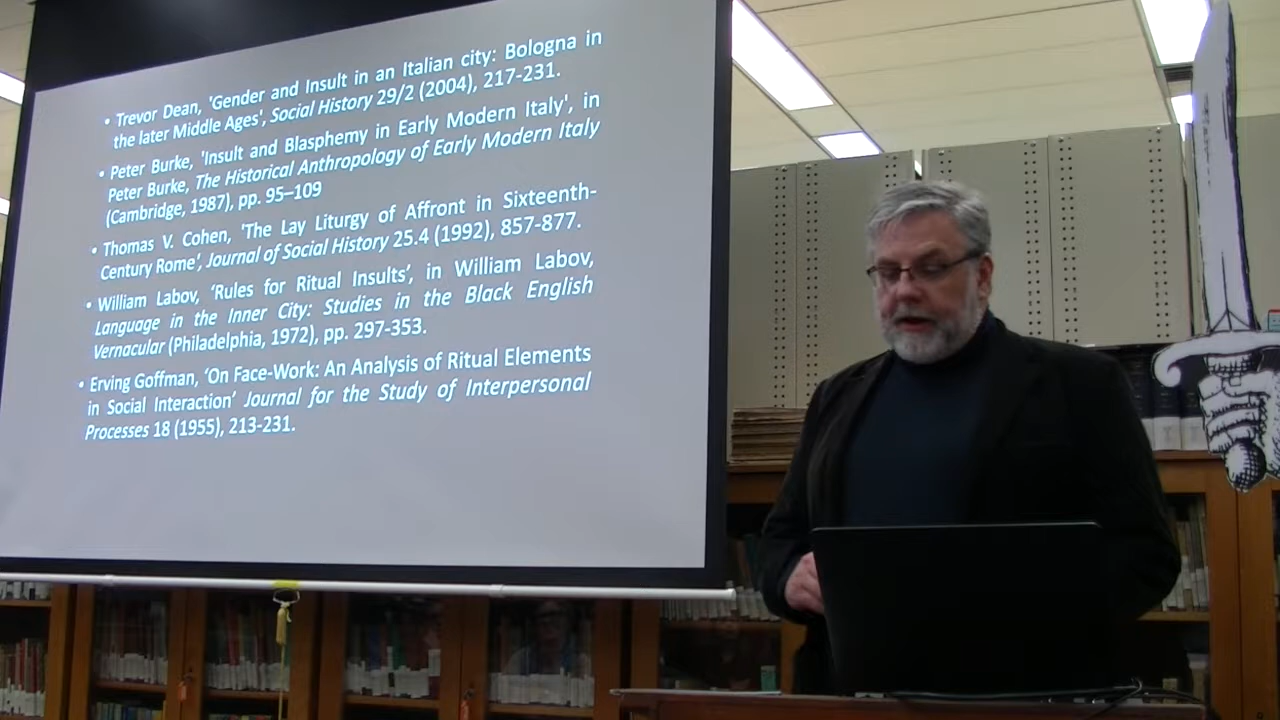 • Trevor Dean, 'Gender and Insult in an Italian city: Bologna in
the later Middle Ages', Social History 29/2 (2004), 217-231.
• Peter Burke, 'Insult and Blasphemy in Early Modern Italy', in
Peter Burke, The Historical Anthropology of Early Modern Italy
(Cambridge, 1987), pp. 95–109
• Thomas V. Cohen, 'The Lay Liturgy of Affront in Sixteenth-
Century Rome', Journal of Social History 25.4 (1992), 857-877.
• William Labov, ‘Rules for Ritual Insults’, in William Labov,
Language in the Inner City: Studies in the Black English
Vernacular (Philadelphia, 1972), pp. 297-353.
• Erving Goffman, ‘On Face-Work: An Analysis of Ritual Elements
in Social Interaction’ Journal for the Study of Interpersonal
Processes 18 (1955), 213-231.